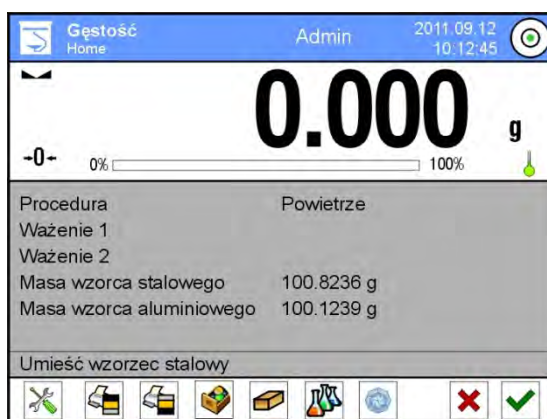 Gęstość
Home
Admin
2011.09.12
10:12:45
0.000
g
→0←
0%
100%
Procedura Powietrze
Ważenie 1
Ważenie 2
Masa wzorca stalowego 100.8236 g
Masa wzorca aluminiowego 100.1239 g
Umieść wzorzec stalowy